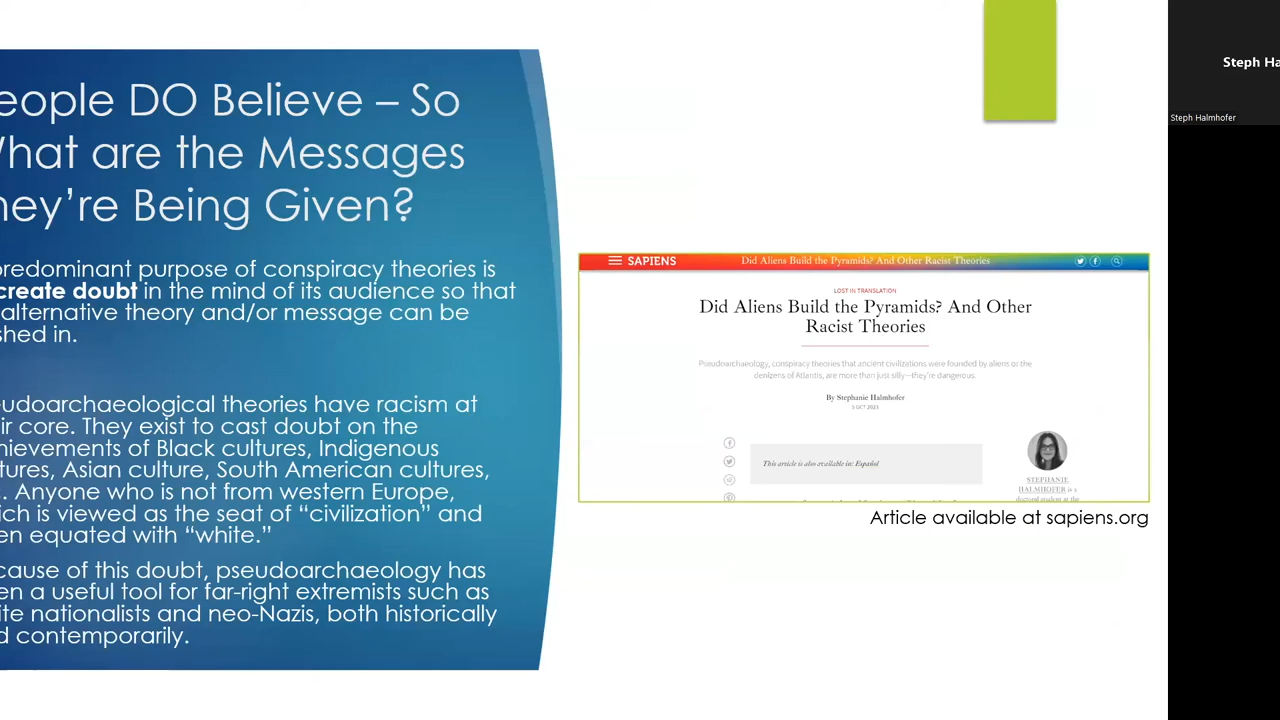 eople DO Believe – So
hat are the Messages
hey're Being Given?
predominant purpose of conspiracy theories is
create doubt in the mind of its audience so that
alternative theory and/or message can be
shed in.
eudoarchaeological theories have racism at
ir core. They exist to cast doubt on the
hievements of Black cultures, Indigenous
tures, Asian culture, South American cultures,
. Anyone who is not from western Europe,
ich is viewed as the seat of “civilization” and
en equated with “white.”
cause of this doubt, pseudoarchaeology has
en a useful tool for far-right extremists such as
ite nationalists and neo-Nazis, both historically
d contemporarily.
SAPIENS
Did Aliens Build the Pyramids? And Other Racist Theories
LOST IN TRANSLATION
Did Aliens Build the Pyramids? And Other
Racist Theories
Pseudoarchaeology, conspiracy theories that ancient civilizations were founded by aliens or the
denizens of Atlantis, are more than just silly—they're dangerous.
By Stephanie Halmhofer
5 OCT 2021
This article is also available in: Español
STEPHANIE
HALMHOFER is a
doctoral student at the
Article available at sapiens.org
Steph Ha
Steph Halmhofer